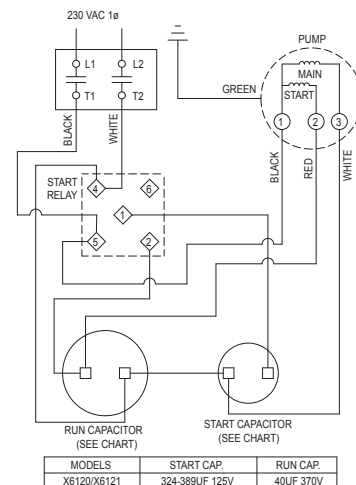 230 VAC 1ø
L1
L2
T1
T2
BLACK
WHITE
GREEN
PUMP
MAIN
START
1
2
3
BLACK
RED
WHITE
START
RELAY
4
6
1
5
2
RUN CAPACITOR
(SEE CHART)
START CAPACITOR
(SEE CHART)
MODELS START CAP. RUN CAP.
X6120/X6121 324-389UF 125V 40UF 370V